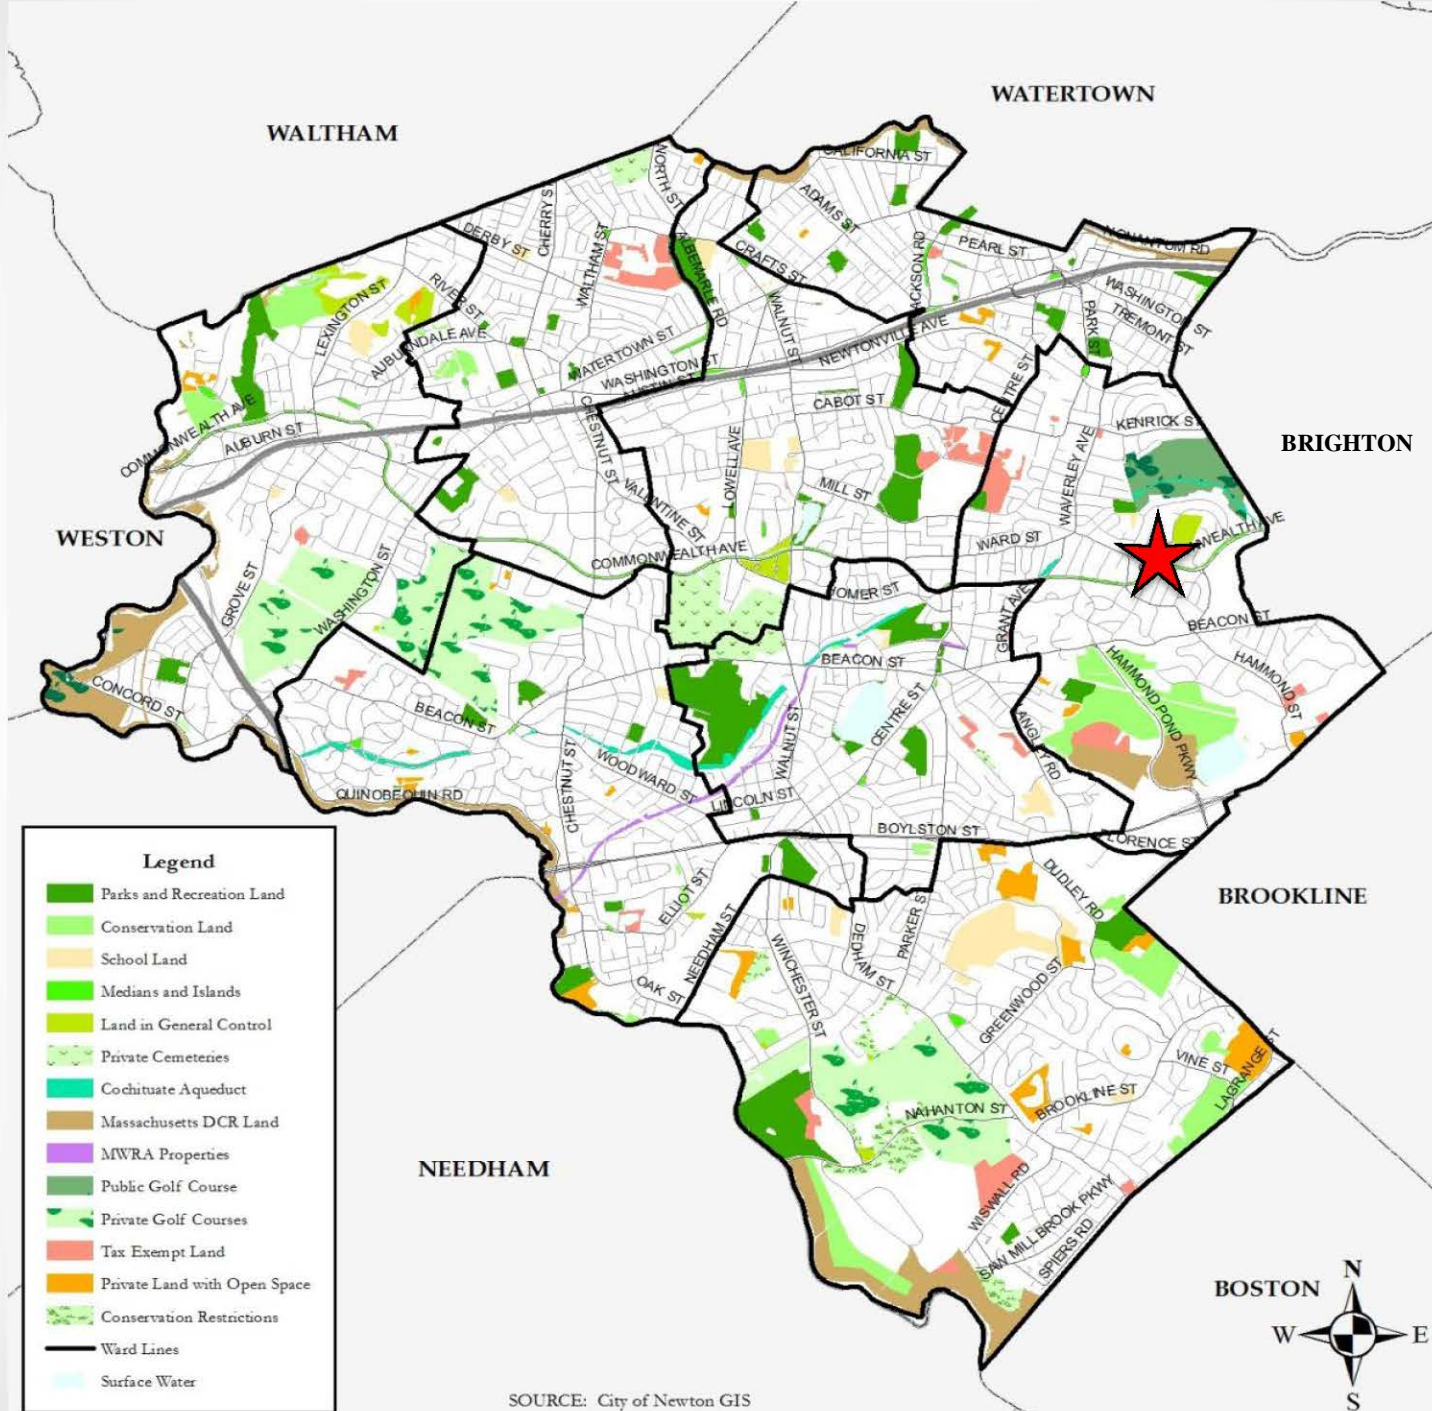 WATERTOWN
WALTHAM
CALIFORNIA ST
NORTH ST
ADAMS ST
CHERRY S
DERBY ST
WALTHAM ST
ALBEMARLE RD
CRAFTS ST
JACKSON RD
PEARL ST
NONANTUM RD
WASHINGTON ST
TREMONT ST
PARK ST
LEXINGTON ST
RIVER ST
AUBURNDALE AVE
WATERTOWN ST
WASHINGTON ST
AUSTIN ST
WALNUT ST
NEWTONVILLE AVE
CENTRE ST
CABOT ST
KENRICK ST
BRIGHTON
COMMONWEALTH AVE
AUBURN ST
CHESTNUT ST
LOWELL AVE
WAVERLEY AVE
MILL ST
VALENTINE ST
WESTON
COMMONWEALTH AVE
WARD ST
WEALTH AVE
GROVE ST
WASHINGTON ST
HOMER ST
GRANT AVE
BEACON ST
BEACON ST
HAMMOND ST
HAMMOND POND PKWY
CONCORD ST
BEACON ST
CENTRE ST
WALNUT ST
LANGLEY RD
CHESTNUT ST
WOODWARD ST
QUINOBEQUIN RD
LINCOLN ST
BOYLSTON ST
FLORENCE ST
BROOKLINE
ELLIOT ST
NEEDHAM ST
OAK ST
WINCHESTER ST
DEDHAM ST
PARKER S
DUDLEY RD
GREENWOOD ST
VINE ST
LAGRANGE ST
BROOKLINE ST
NAHANTON ST
NEEDHAM
WISWALL RD
SAW MILL BROOK PKWY
SPIERS RD
BOSTON
N
W
E
S
Legend
Parks and Recreation Land
Conservation Land
School Land
Medians and Islands
Land in General Control
Private Cemeteries
Cochituate Aqueduct
Massachusetts DCR Land
MWRA Properties
Public Golf Course
Private Golf Courses
Tax Exempt Land
Private Land with Open Space
Conservation Restrictions
Ward Lines
Surface Water
SOURCE: City of Newton GIS